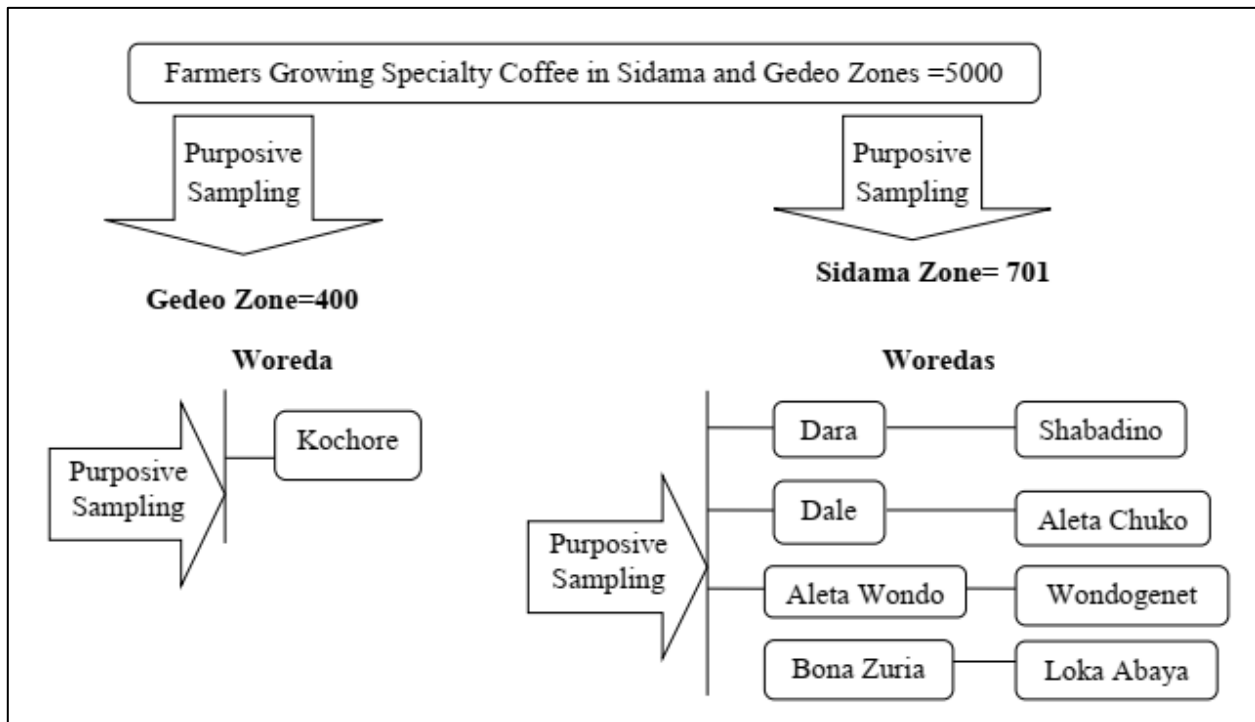 Farmers Growing Specialty Coffee in Sidama and Gedeo Zones =5000
Purposive
Sampling
Purposive
Sampling
Gedeo Zone=400
Sidama Zone= 701
Woreda
Kochore
Purposive
Sampling
Woredas
Dara
Shabadino
Dale
Aleta Chuko
Purposive
Sampling
Aleta Wondo
Wondogenet
Bona Zuria
Loka Abaya